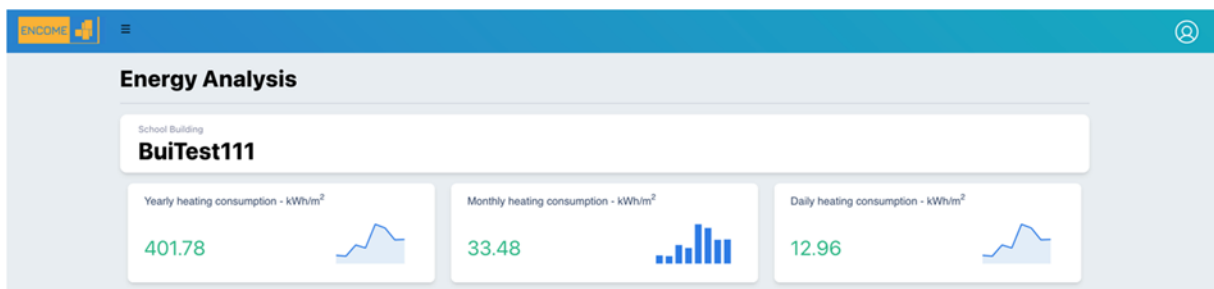 ENCOME
Energy Analysis
School Building
BuiTest111
Yearly heating consumption - kWh/m²
401.78
Monthly heating consumption - kWh/m²
33.48
Daily heating consumption - kWh/m²
12.96